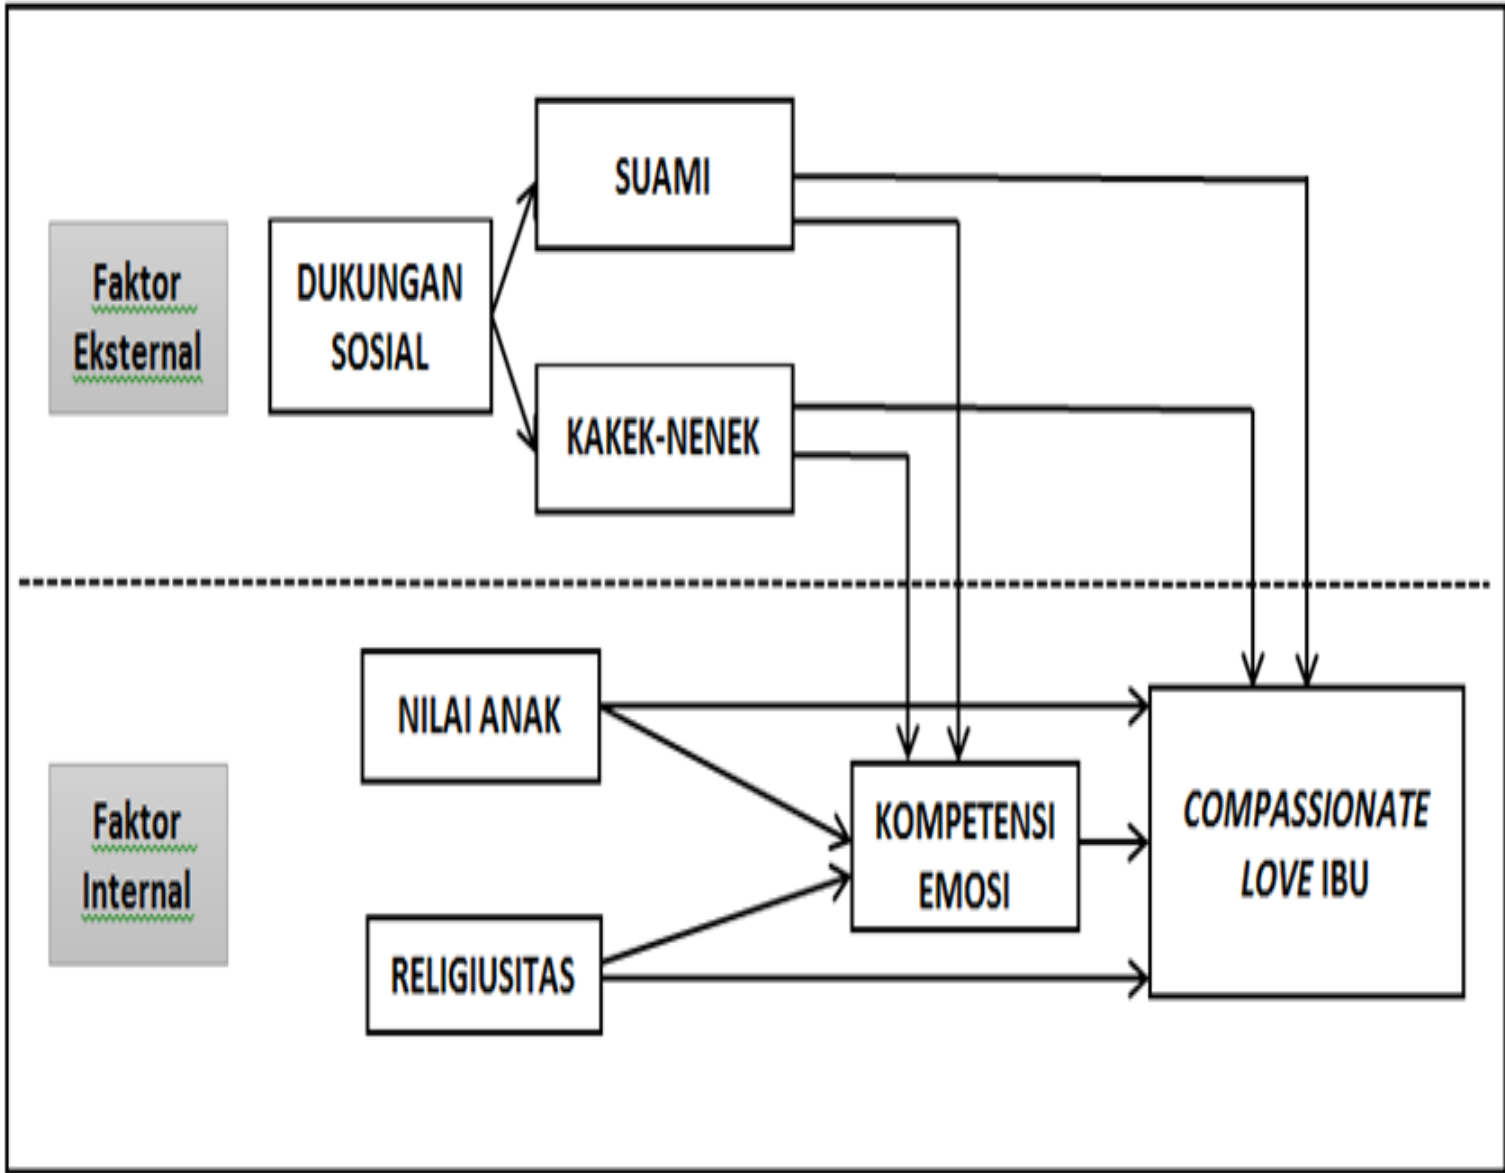 SUAMI
Faktor
Eksternal
DUKUNGAN
SOSIAL
KAKEK-NENEK
NILAI ANAK
Faktor
Internal
KOMPETENSI
EMOSI
COMPASSIONATE
LOVE IBU
RELIGIUSITAS